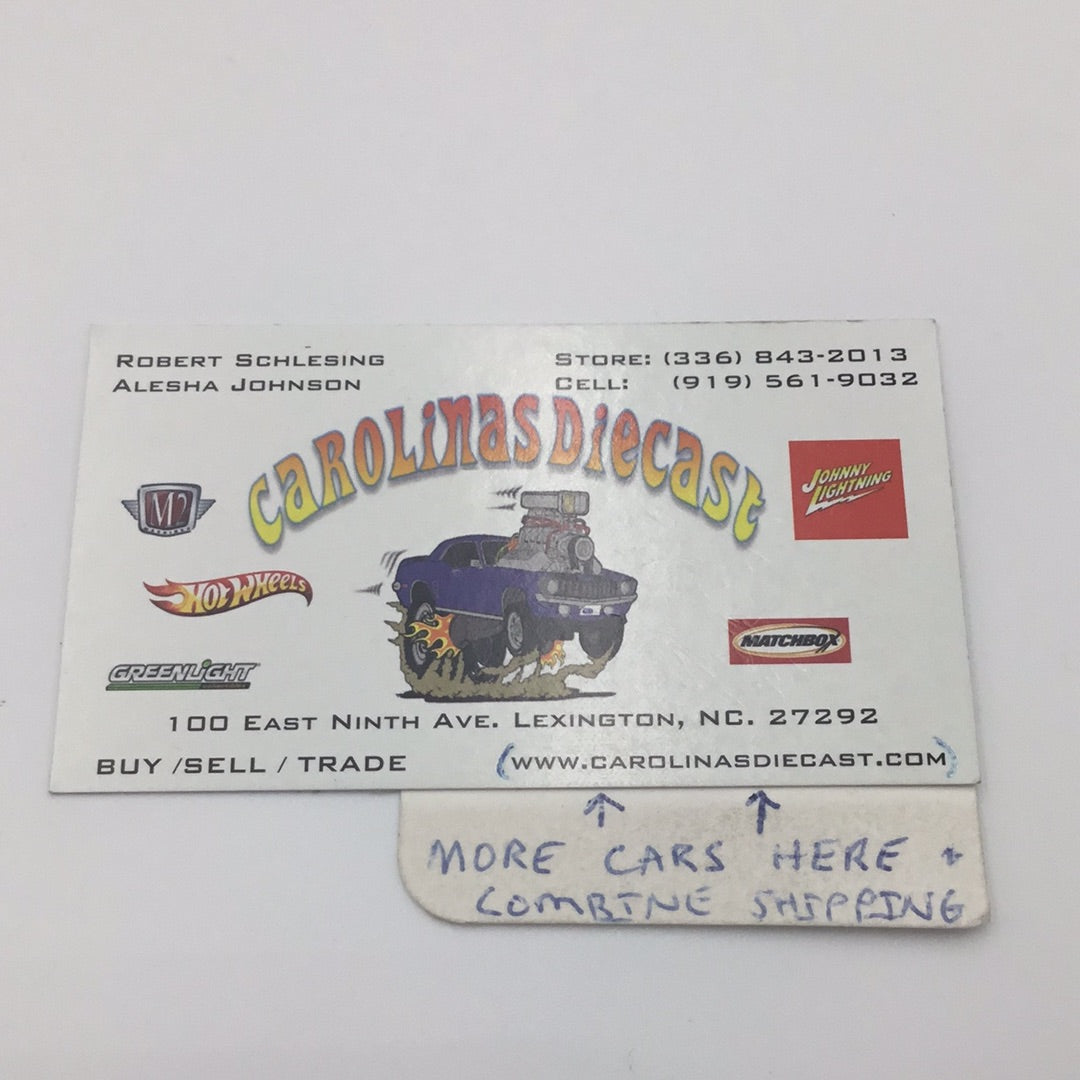 ROBERT SCHLESING
ALESHA JOHNSON
STORE: (336) 843-2013
CELL: (919) 561-9032
CAROLiNAS DiECAST
M2
JOHNNY
LIGHTNING
HOT WHEELS
GREENLiGHT
MATCHBOX
100 EAST NINTH AVE. LEXINGTON, NC. 27292
BUY /SELL / TRADE
(WWW.CAROLINASDIECAST.COM)
MORE CARS HERE +
COMBINE SHIPPING